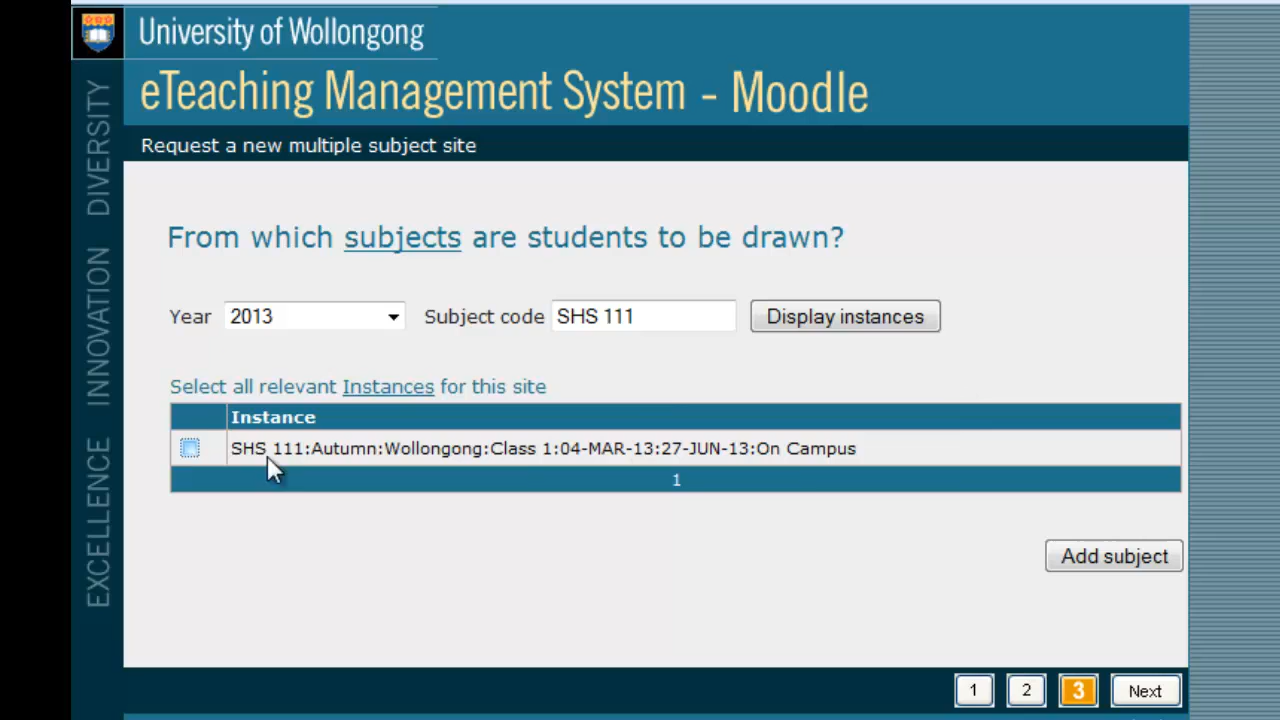 University of Wollongong
eTeaching Management System - Moodle
Request a new multiple subject site
EXCELLENCE INNOVATION DIVERSITY
From which subjects are students to be drawn?
Year 2013 Subject code SHS 111 Display instances
Select all relevant Instances for this site
Instance
SHS 111:Autumn:Wollongong:Class 1:04-MAR-13:27-JUN-13:On Campus
1
Add subject
1 2 3 Next